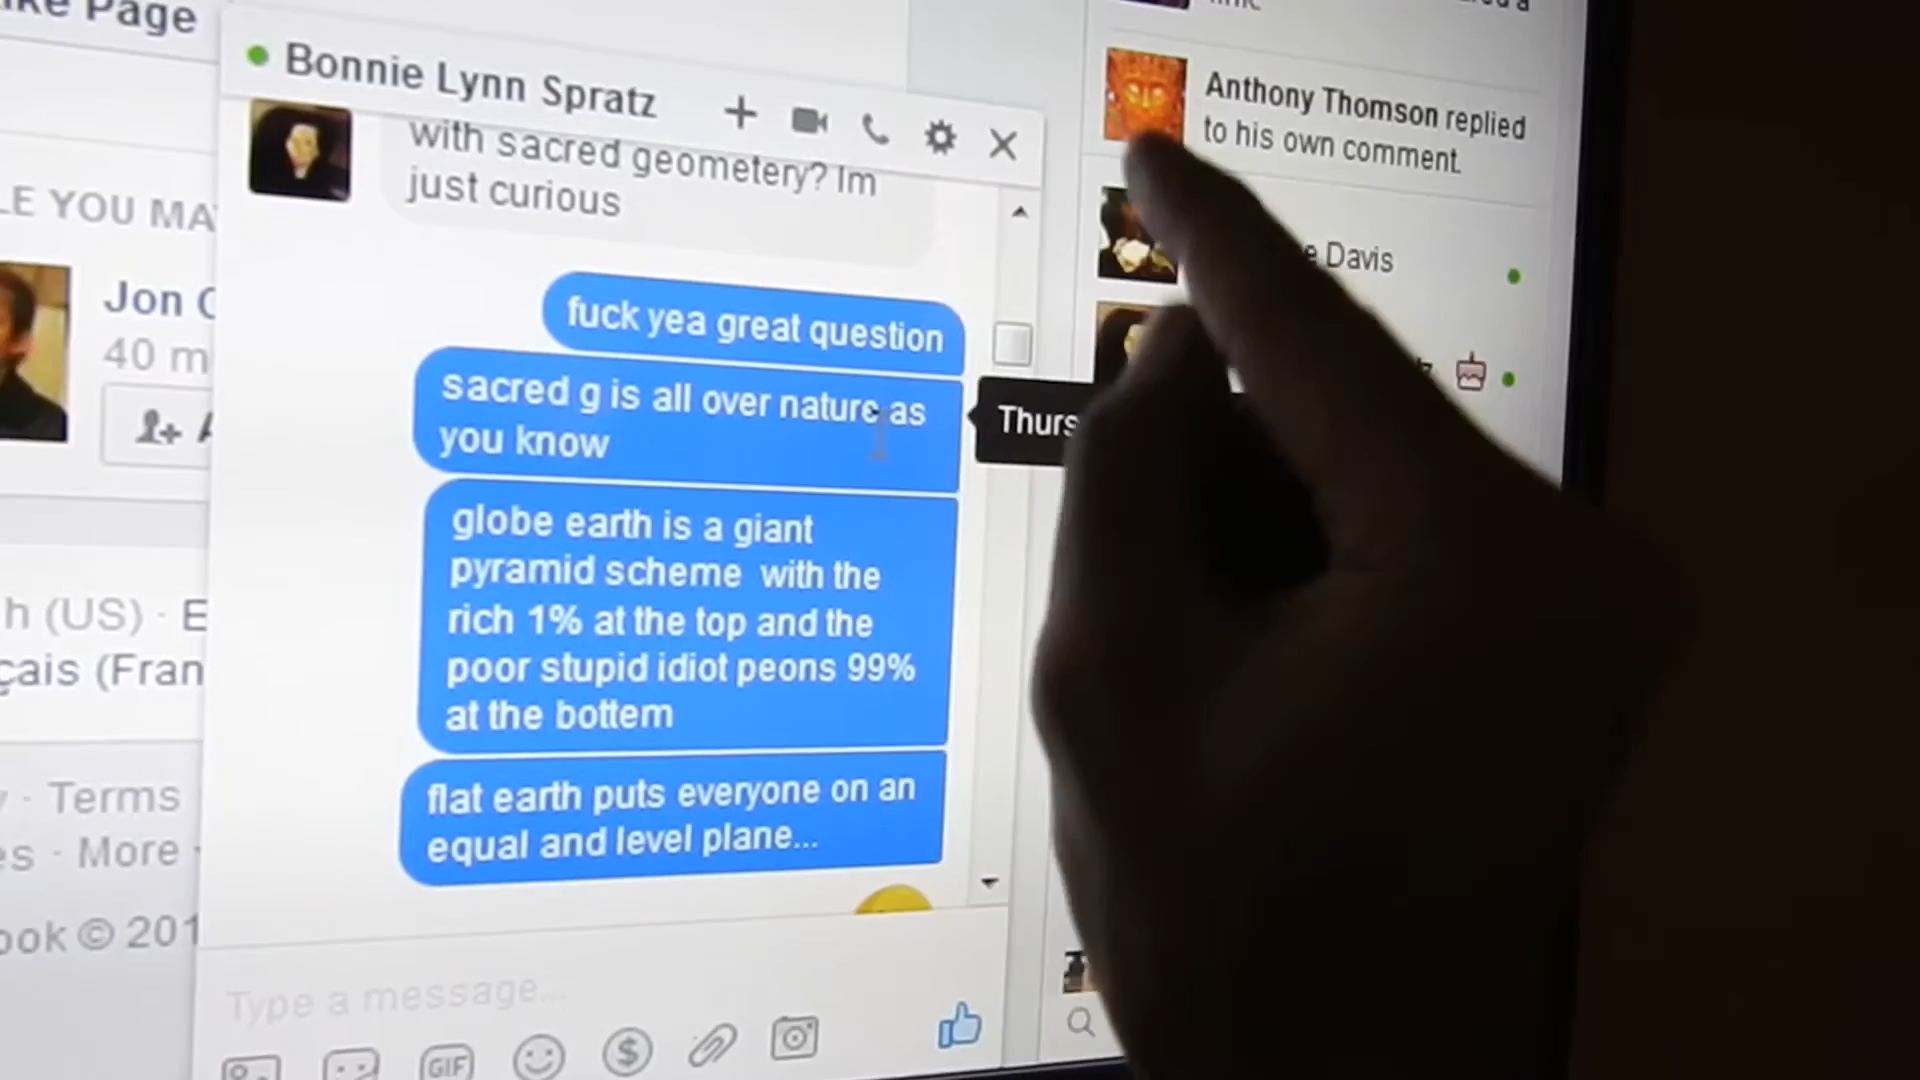 Page
Bonnie Lynn Spratz
with sacred geometery? Im
just curious
fuck yea great question
sacred g is all over nature as
you know
globe earth is a giant
pyramid scheme with the
rich 1% at the top and the
poor stupid idiot peons 99%
at the bottem
flat earth puts everyone on an
equal and level plane...
Type a message...
GIF
$
Anthony Thomson replied
to his own comment.
Davis
Thurs
LE YOU MA
Jon
40 m
h (US) · E
çais (Fran
· Terms
es · More ·
ook © 201